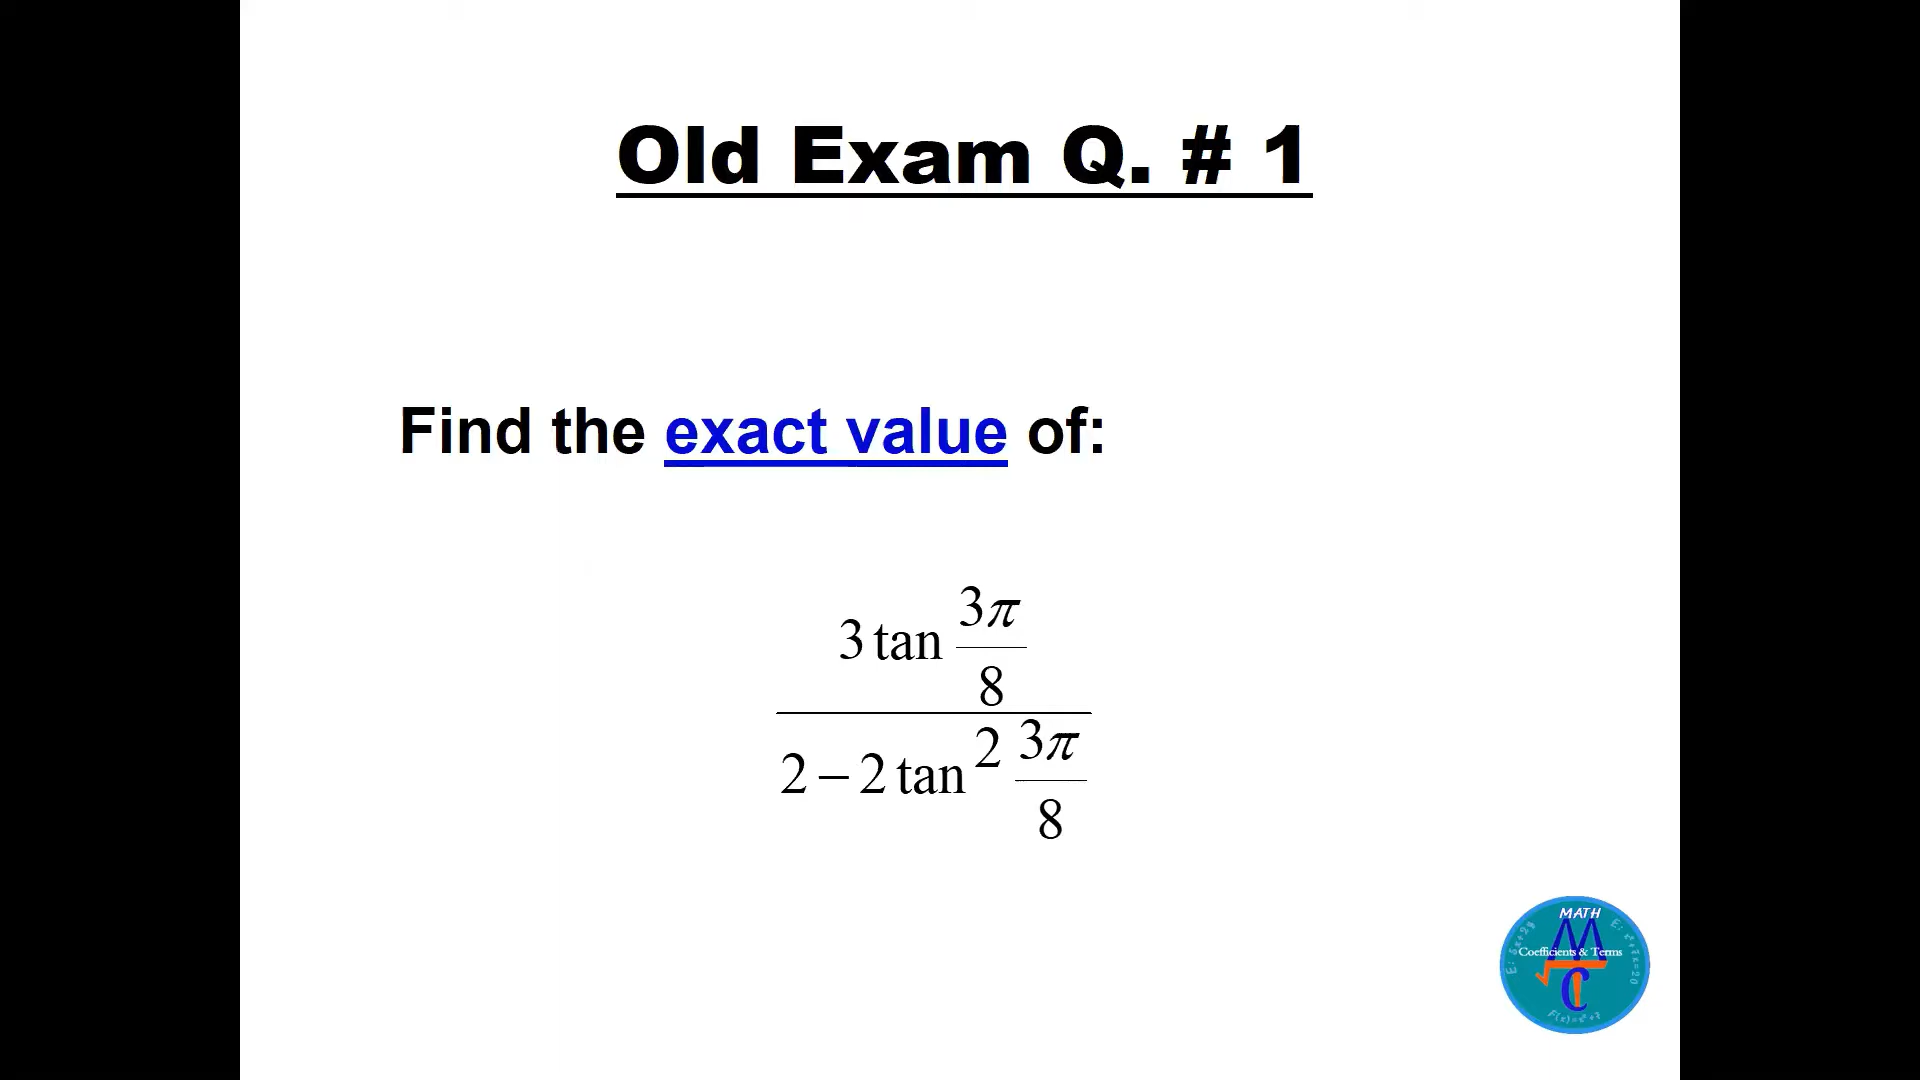 Old Exam Q. # 1
Find the exact value of:
3 tan 3π/8
2 − 2 tan² 3π/8
MATH
Coefficients & Terms